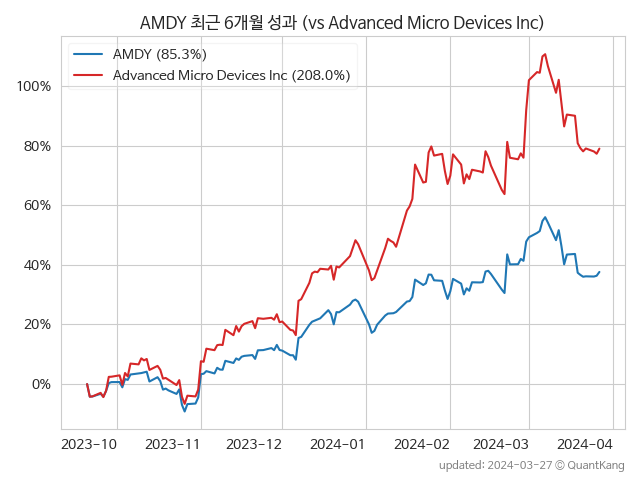 AMDY 최근 6개월 성과 (vs Advanced Micro Devices Inc)
AMDY (85.3%)
Advanced Micro Devices Inc (208.0%)
100%
80%
60%
40%
20%
0%
2023-10 2023-11 2023-12 2024-01 2024-02 2024-03 2024-04
updated: 2024-03-27 © QuantKang